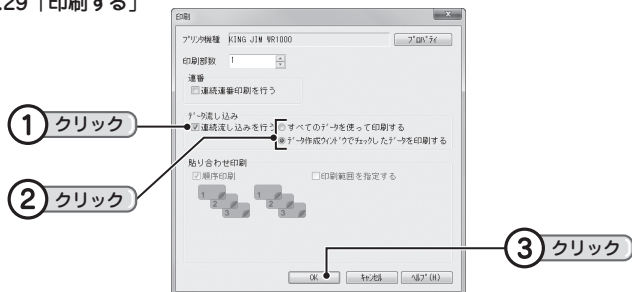 .29「印刷する」
印刷
プリンタ機種 KING JIM WR1000
プロパティ
印刷部数 1
連番
連続連番印刷を行う
データ流し込み
連続流し込みを行う
すべてのデータを使って印刷する
データ作成ウィンドウでチェックしたデータを印刷する
貼り合わせ印刷
順序印刷
印刷範囲を指定する
1 2 3
1 2 3
OK キャンセル ヘルプ(H)
① クリック
② クリック
③ クリック